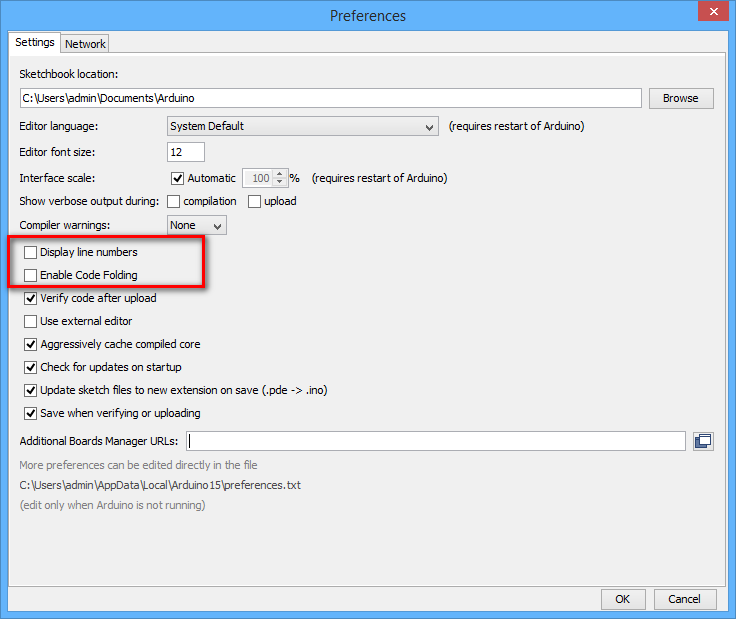 Preferences
Settings
Network
Sketchbook location:
C:\Users\admin\Documents\Arduino
Browse
Editor language: System Default (requires restart of Arduino)
Editor font size: 12
Interface scale: Automatic 100 % (requires restart of Arduino)
Show verbose output during: compilation upload
Compiler warnings: None
Display line numbers
Enable Code Folding
Verify code after upload
Use external editor
Aggressively cache compiled core
Check for updates on startup
Update sketch files to new extension on save (.pde -> .ino)
Save when verifying or uploading
Additional Boards Manager URLs:
More preferences can be edited directly in the file
C:\Users\admin\AppData\Local\Arduino15\preferences.txt
(edit only when Arduino is not running)
OK Cancel